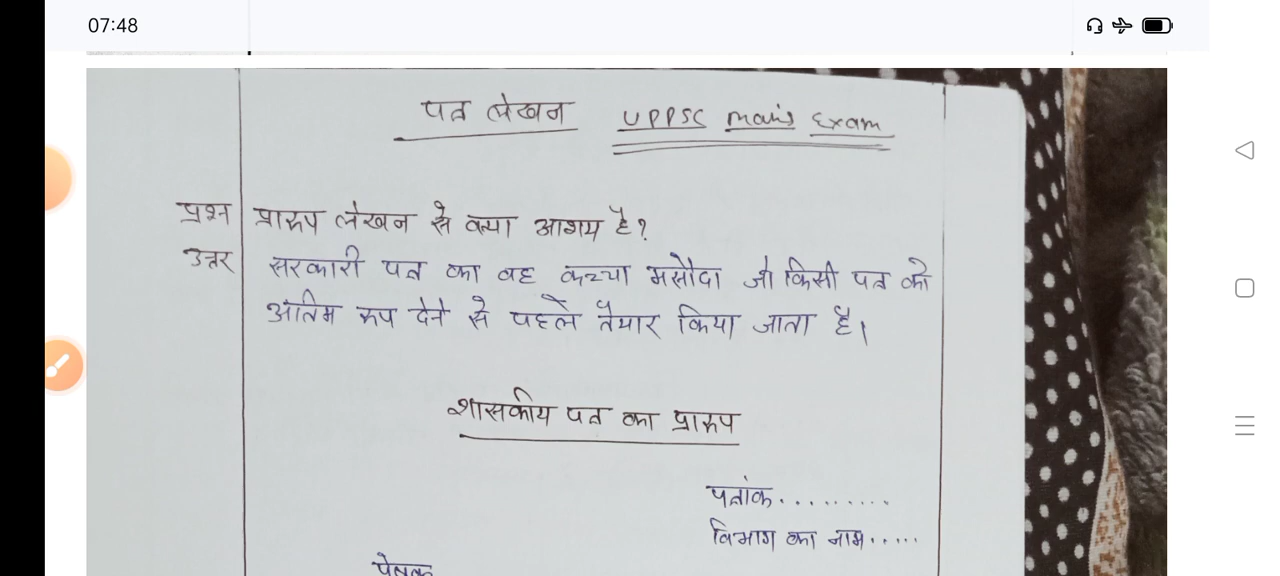 07:48
पत्र लेखन UPPSC Mains Exam
प्रश्न प्रारूप लेखन से क्या आशय है?
उत्तर सरकारी पत्र का वह कच्चा मसौदा जो किसी पत्र को
अंतिम रूप देने से पहले तैयार किया जाता है।
शासकीय पत्र का प्रारूप
पत्रांक.........
विभाग का नाम.....
प्रेषक